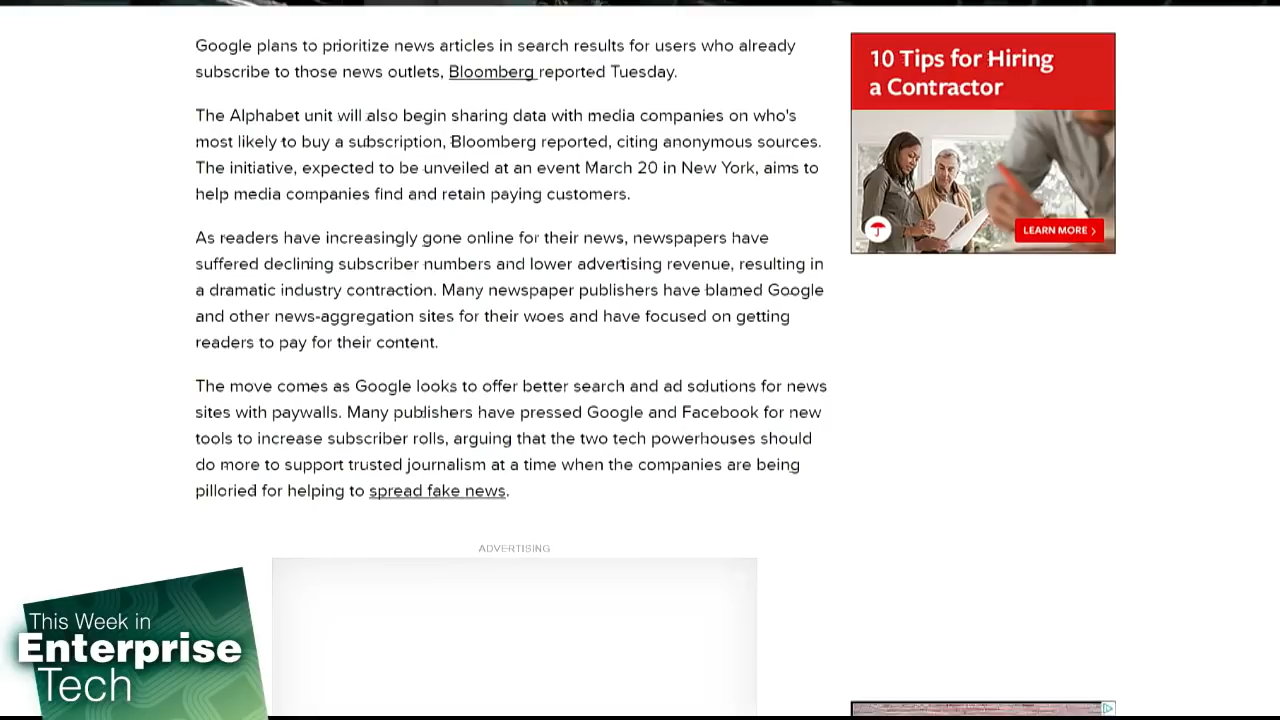 Google plans to prioritize news articles in search results for users who already
subscribe to those news outlets, Bloomberg reported Tuesday.
The Alphabet unit will also begin sharing data with media companies on who's
most likely to buy a subscription, Bloomberg reported, citing anonymous sources.
The initiative, expected to be unveiled at an event March 20 in New York, aims to
help media companies find and retain paying customers.
As readers have increasingly gone online for their news, newspapers have
suffered declining subscriber numbers and lower advertising revenue, resulting in
a dramatic industry contraction. Many newspaper publishers have blamed Google
and other news-aggregation sites for their woes and have focused on getting
readers to pay for their content.
The move comes as Google looks to offer better search and ad solutions for news
sites with paywalls. Many publishers have pressed Google and Facebook for new
tools to increase subscriber rolls, arguing that the two tech powerhouses should
do more to support trusted journalism at a time when the companies are being
pilloried for helping to spread fake news.
ADVERTISING
10 Tips for Hiring
a Contractor
LEARN MORE >
This Week in
Enterprise
Tech